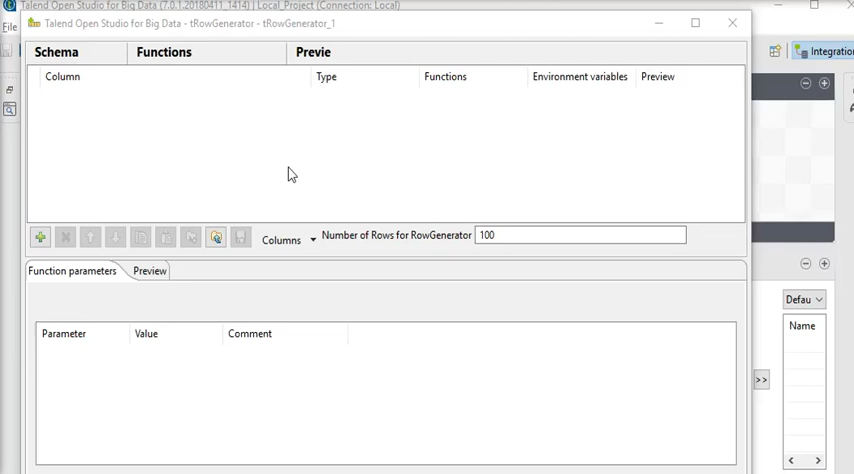 Talend Open Studio for Big Data (7.0.1.20180411_1414) | Local_Project (Connection: Local)
Talend Open Studio for Big Data - tRowGenerator - tRowGenerator_1
File
Schema Functions Previe
Integration
Column Type Functions Environment variables Preview
Columns Number of Rows for RowGenerator 100
Function parameters Preview
Defau
Parameter Value Comment
Name
>>